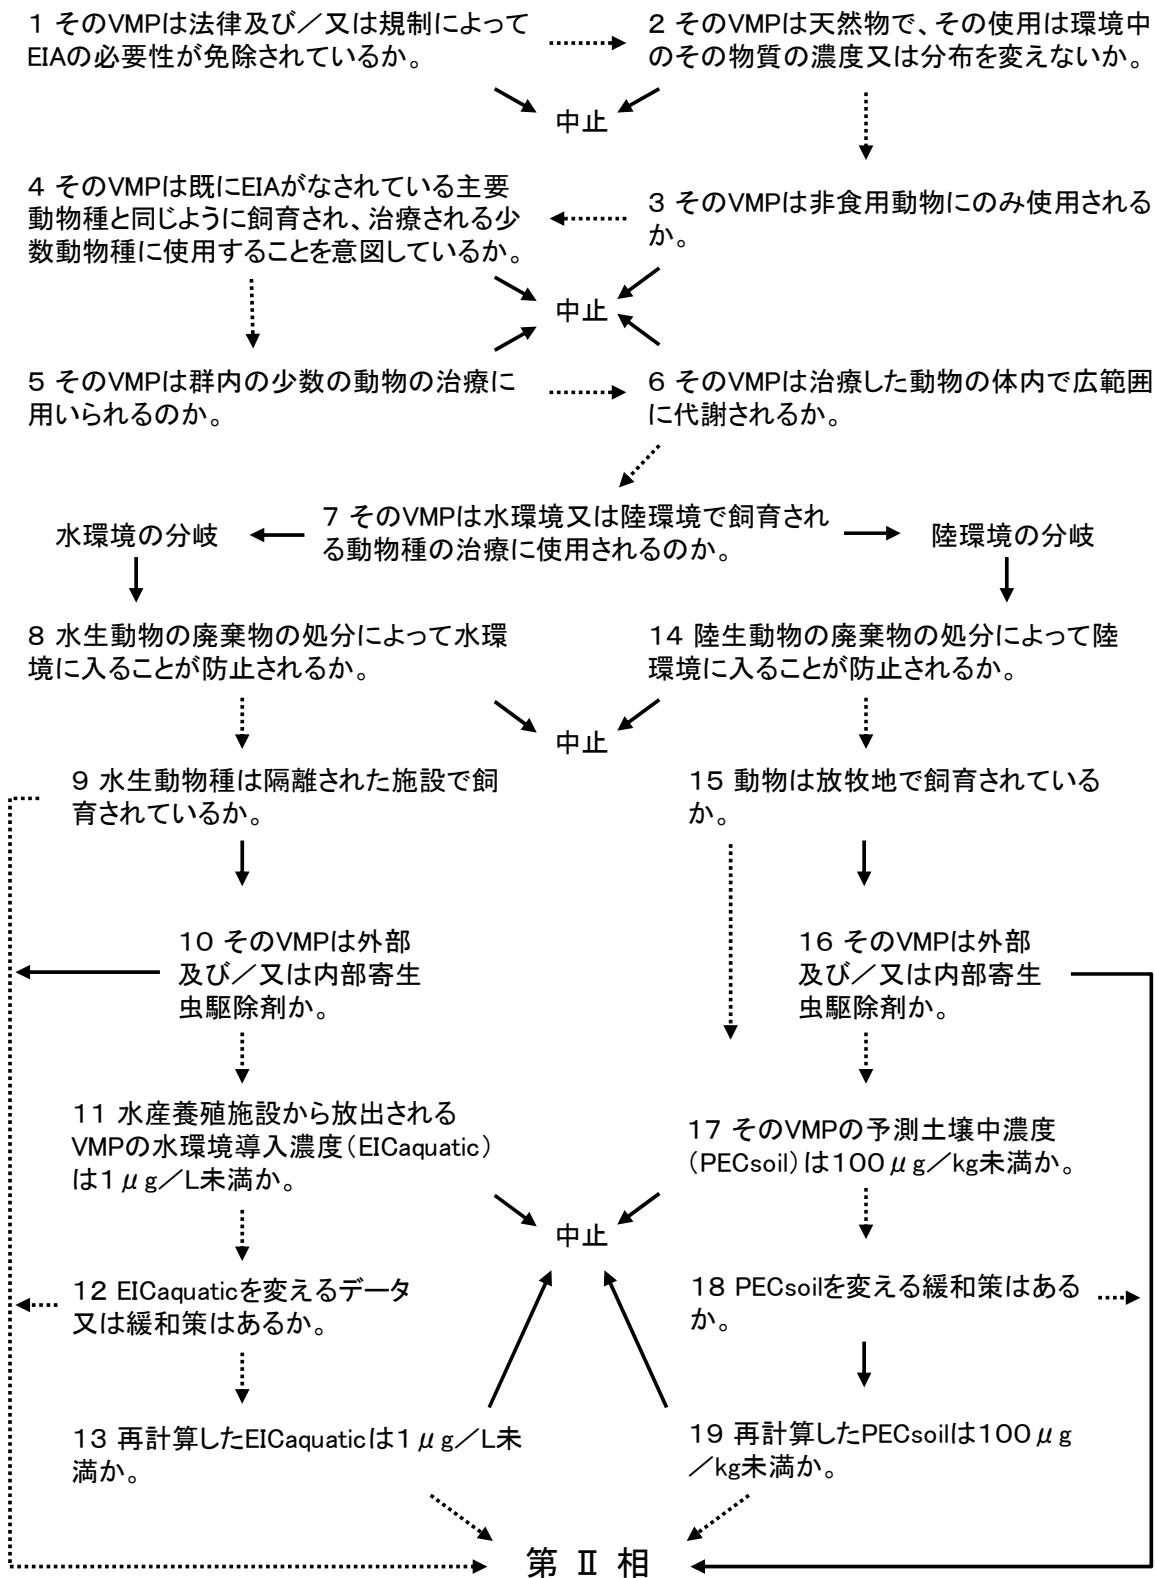 1 そのVMPは法律及び／又は規制によって
EIAの必要性が免除されているか。
2 そのVMPは天然物で、その使用は環境中
のその物質の濃度又は分布を変えないか。
中止
4 そのVMPは既にEIAがなされている主要
動物種と同じように飼育され、治療される少
数動物種に使用することを意図しているか。
3 そのVMPは非食用動物にのみ使用される
か。
中止
5 そのVMPは群内の少数の動物の治療に
用いられるのか。
6 そのVMPは治療した動物の体内で広範囲
に代謝されるか。
水環境の分岐
7 そのVMPは水環境又は陸環境で飼育され
る動物種の治療に使用されるのか。
陸環境の分岐
8 水生動物の廃棄物の処分によって水環
境に入ることが防止されるか。
14 陸生動物の廃棄物の処分によって陸
環境に入ることが防止されるか。
中止
9 水生動物種は隔離された施設で飼
育されているか。
15 動物は放牧地で飼育されている
か。
10 そのVMPは外部
及び／又は内部寄生
虫駆除剤か。
16 そのVMPは外部
及び／又は内部寄生
虫駆除剤か。
11 水産養殖施設から放出される
VMPの水環境導入濃度（EICaquatic）
は1μg／L未満か。
17 そのVMPの予測土壌中濃度
（PECsoil）は100μg／kg未満か。
中止
12 EICaquaticを変えるデータ
又は緩和策はあるか。
18 PECsoilを変える緩和策はある
か。
13 再計算したEICaquaticは1μg／L未
満か。
19 再計算したPECsoilは100μg
／kg未満か。
第 Ⅱ 相